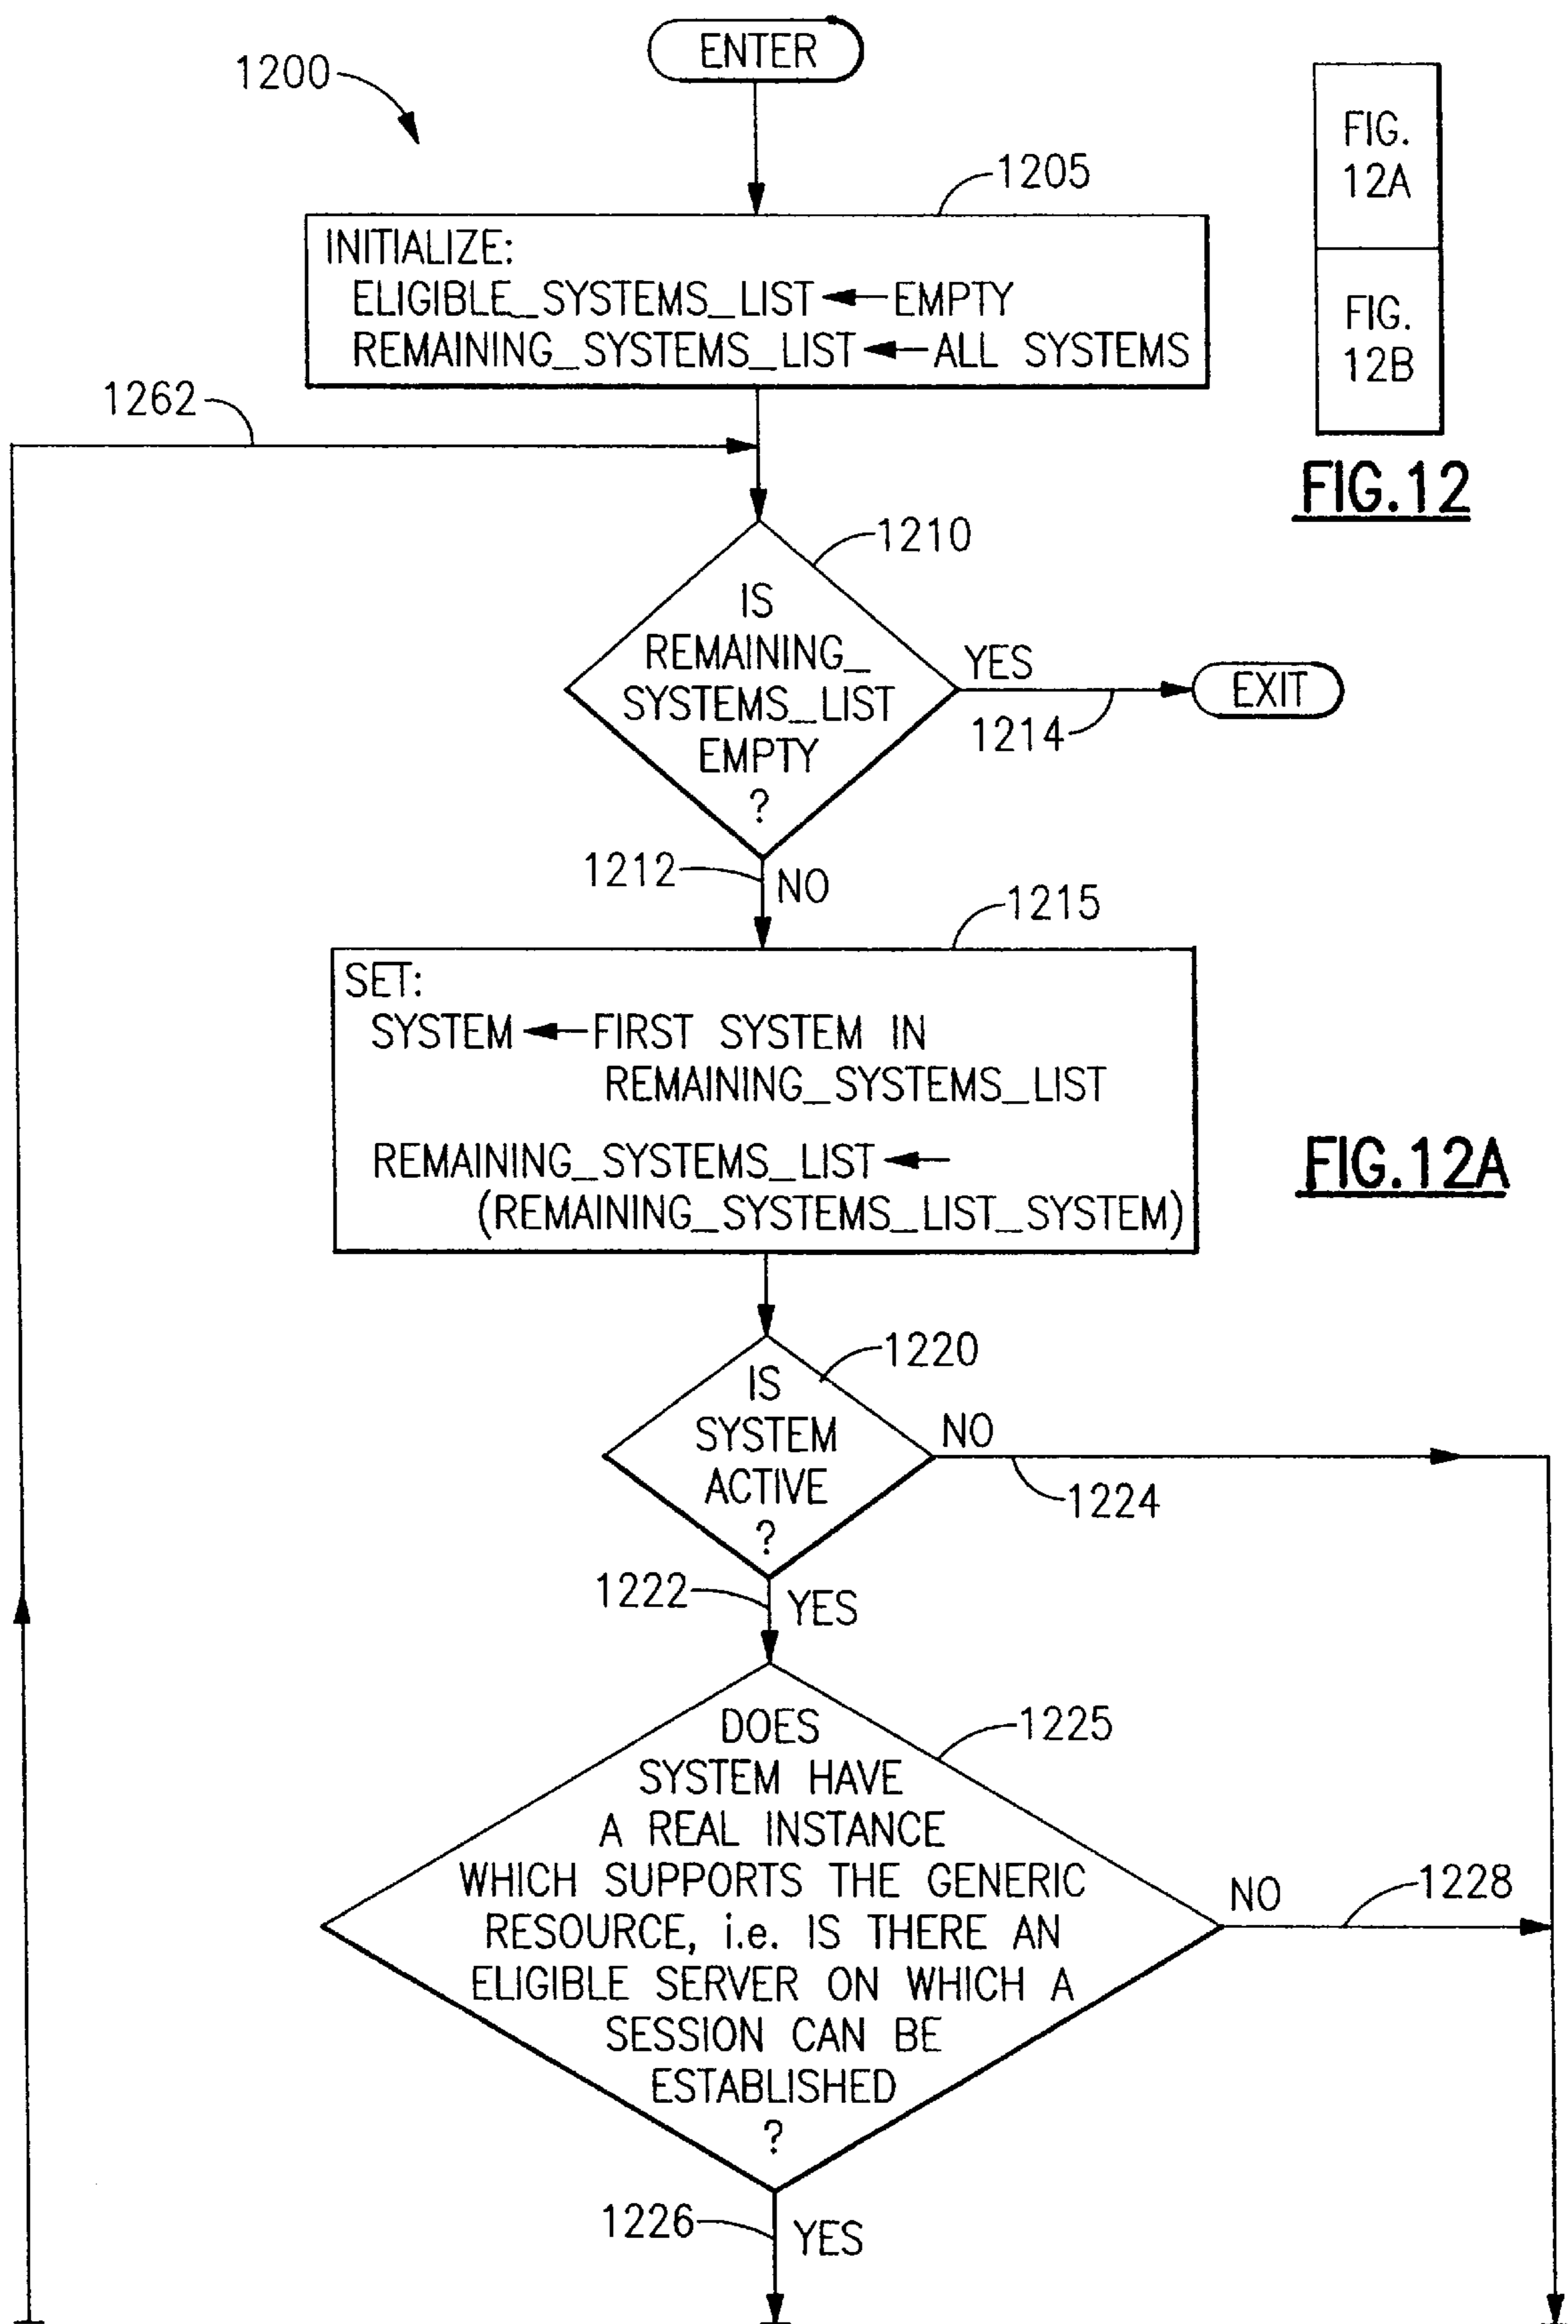 ENTER
1200
FIG.
12A
1205
INITIALIZE:
ELIGIBLE_SYSTEMS_LIST ← EMPTY
REMAINING_SYSTEMS_LIST ← ALL SYSTEMS
FIG.
12B
1262
FIG.12
1210
IS
REMAINING_
SYSTEMS_LIST
EMPTY
?
YES
EXIT
1214
1212
NO
1215
SET:
SYSTEM ← FIRST SYSTEM IN
REMAINING_SYSTEMS_LIST
REMAINING_SYSTEMS_LIST ←
(REMAINING_SYSTEMS_LIST_SYSTEM)
FIG.12A
1220
IS
SYSTEM
ACTIVE
?
NO
1224
1222
YES
1225
DOES
SYSTEM HAVE
A REAL INSTANCE
WHICH SUPPORTS THE GENERIC
RESOURCE, i.e. IS THERE AN
ELIGIBLE SERVER ON WHICH A
SESSION CAN BE
ESTABLISHED
?
NO
1228
1226
YES